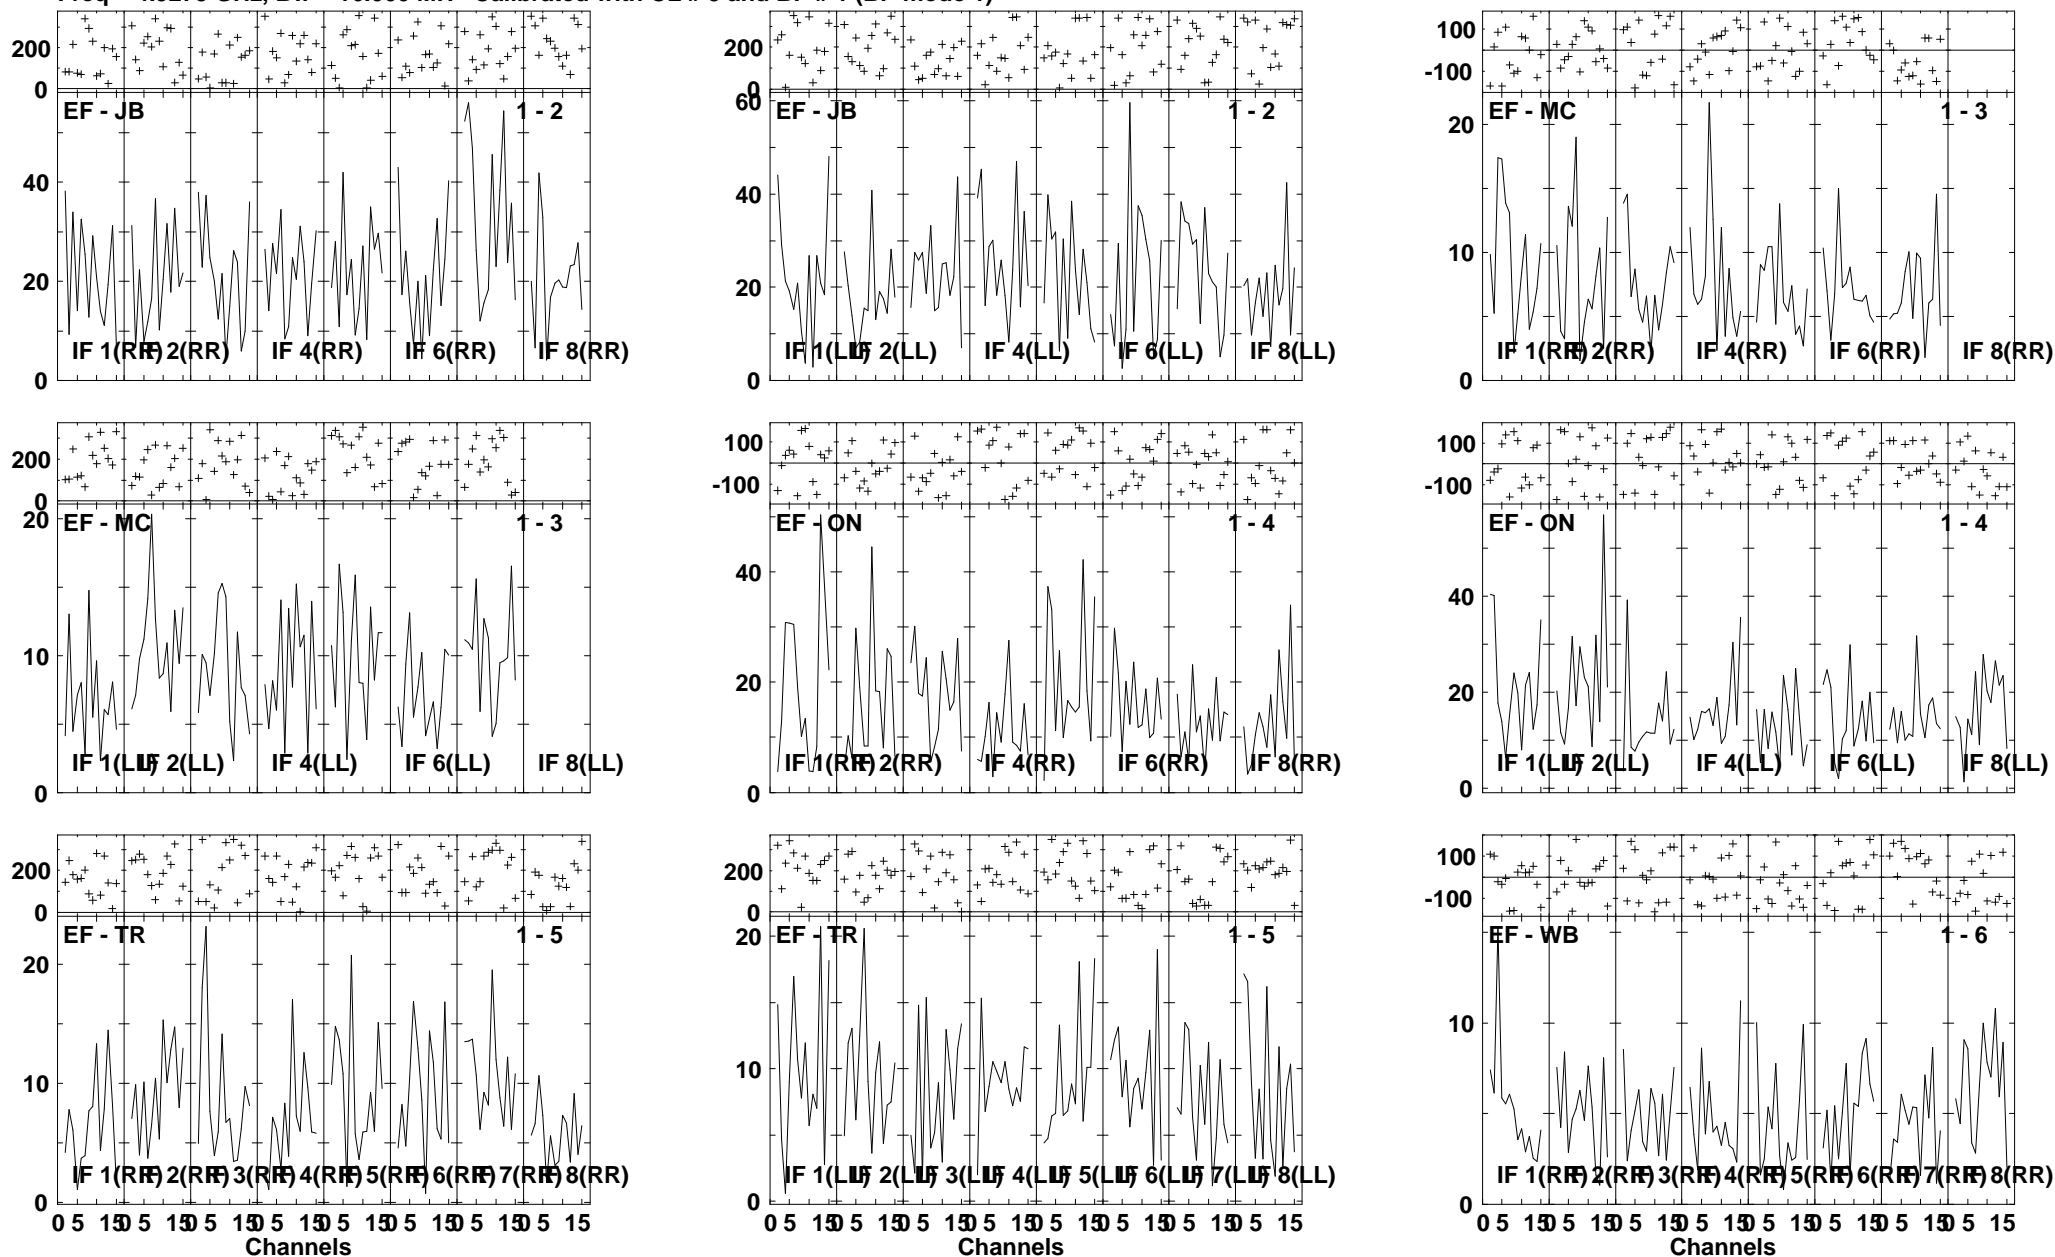 200
0
EF - JB 1 - 2
40
20
0
IF 1(RR) IF 2(RR) IF 4(RR) IF 6(RR) IF 8(RR)
200
0
60
EF - JB 1 - 2
40
20
0
IF 1(LL) IF 2(LL) IF 4(LL) IF 6(LL) IF 8(LL)
100
-100
EF - MC 1 - 3
20
10
0
IF 1(RR) IF 2(RR) IF 4(RR) IF 6(RR) IF 8(RR)
200
0
20
EF - MC 1 - 3
10
0
IF 1(LL) IF 2(LL) IF 4(LL) IF 6(LL) IF 8(LL)
100
-100
EF - ON 1 - 4
40
20
0
IF 1(RR) IF 2(RR) IF 4(RR) IF 6(RR) IF 8(RR)
100
-100
EF - ON 1 - 4
40
20
0
IF 1(LL) IF 2(LL) IF 4(LL) IF 6(LL) IF 8(LL)
200
0
EF - TR 1 - 5
20
10
0
IF 1(RR) IF 2(RR) IF 3(RR) IF 4(RR) IF 5(RR) IF 6(RR) IF 7(RR) IF 8(RR)
0 5 15 0 5 15 0 5 15 0 5 15 0 5 15 0 5 15 0 5 15 0 5 15
Channels
200
0
20
EF - TR 1 - 5
10
0
IF 1(LL) IF 2(LL) IF 3(LL) IF 4(LL) IF 5(LL) IF 6(LL) IF 7(LL) IF 8(LL)
0 5 15 0 5 15 0 5 15 0 5 15 0 5 15 0 5 15 0 5 15 0 5 15
Channels
100
-100
EF - WB 1 - 6
10
0
IF 1(RR) IF 2(RR) IF 3(RR) IF 4(RR) IF 5(RR) IF 6(RR) IF 7(RR) IF 8(RR)
0 5 15 0 5 15 0 5 15 0 5 15 0 5 15 0 5 15 0 5 15 0 5 15
Channels